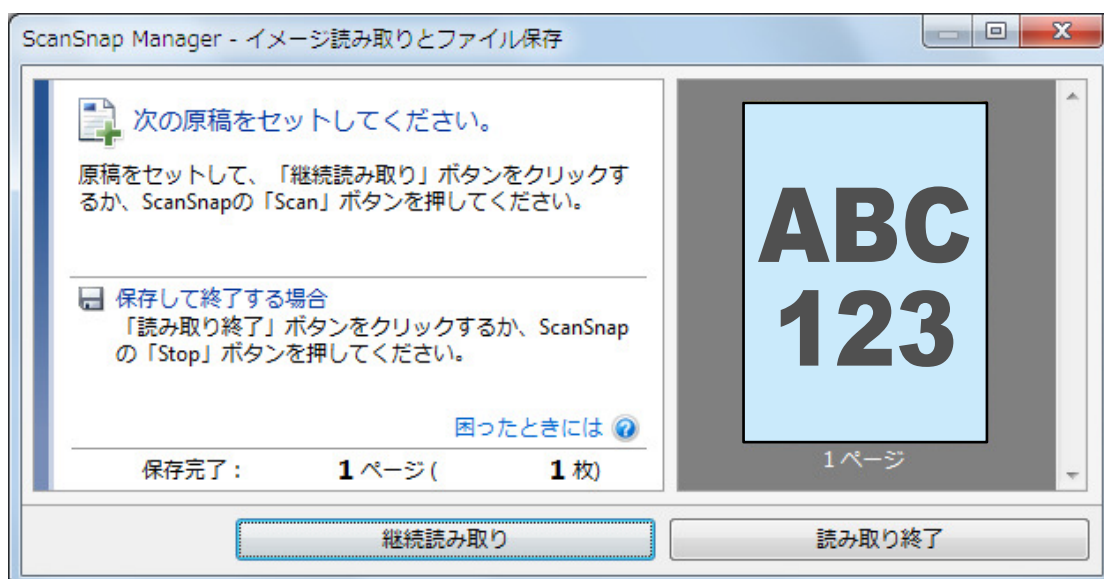 ScanSnap Manager - イメージ読み取りとファイル保存
次の原稿をセットしてください。
原稿をセットして、「継続読み取り」ボタンをクリックす
るか、ScanSnapの「Scan」ボタンを押してください。
保存して終了する場合
「読み取り終了」ボタンをクリックするか、ScanSnap
の「Stop」ボタンを押してください。
困ったときには
保存完了： 1 ページ ( 1 枚)
ABC
123
1ページ
継続読み取り
読み取り終了